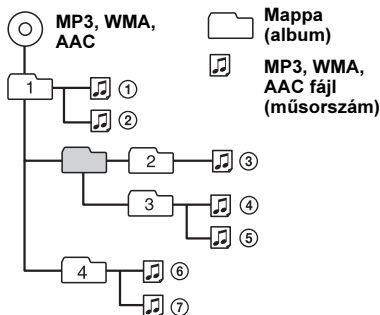 MP3, WMA,
AAC
Mappa
(album)
MP3, WMA,
AAC fájl
(műsorszám)
1
①
②
2
③
3
④
⑤
4
⑥
⑦